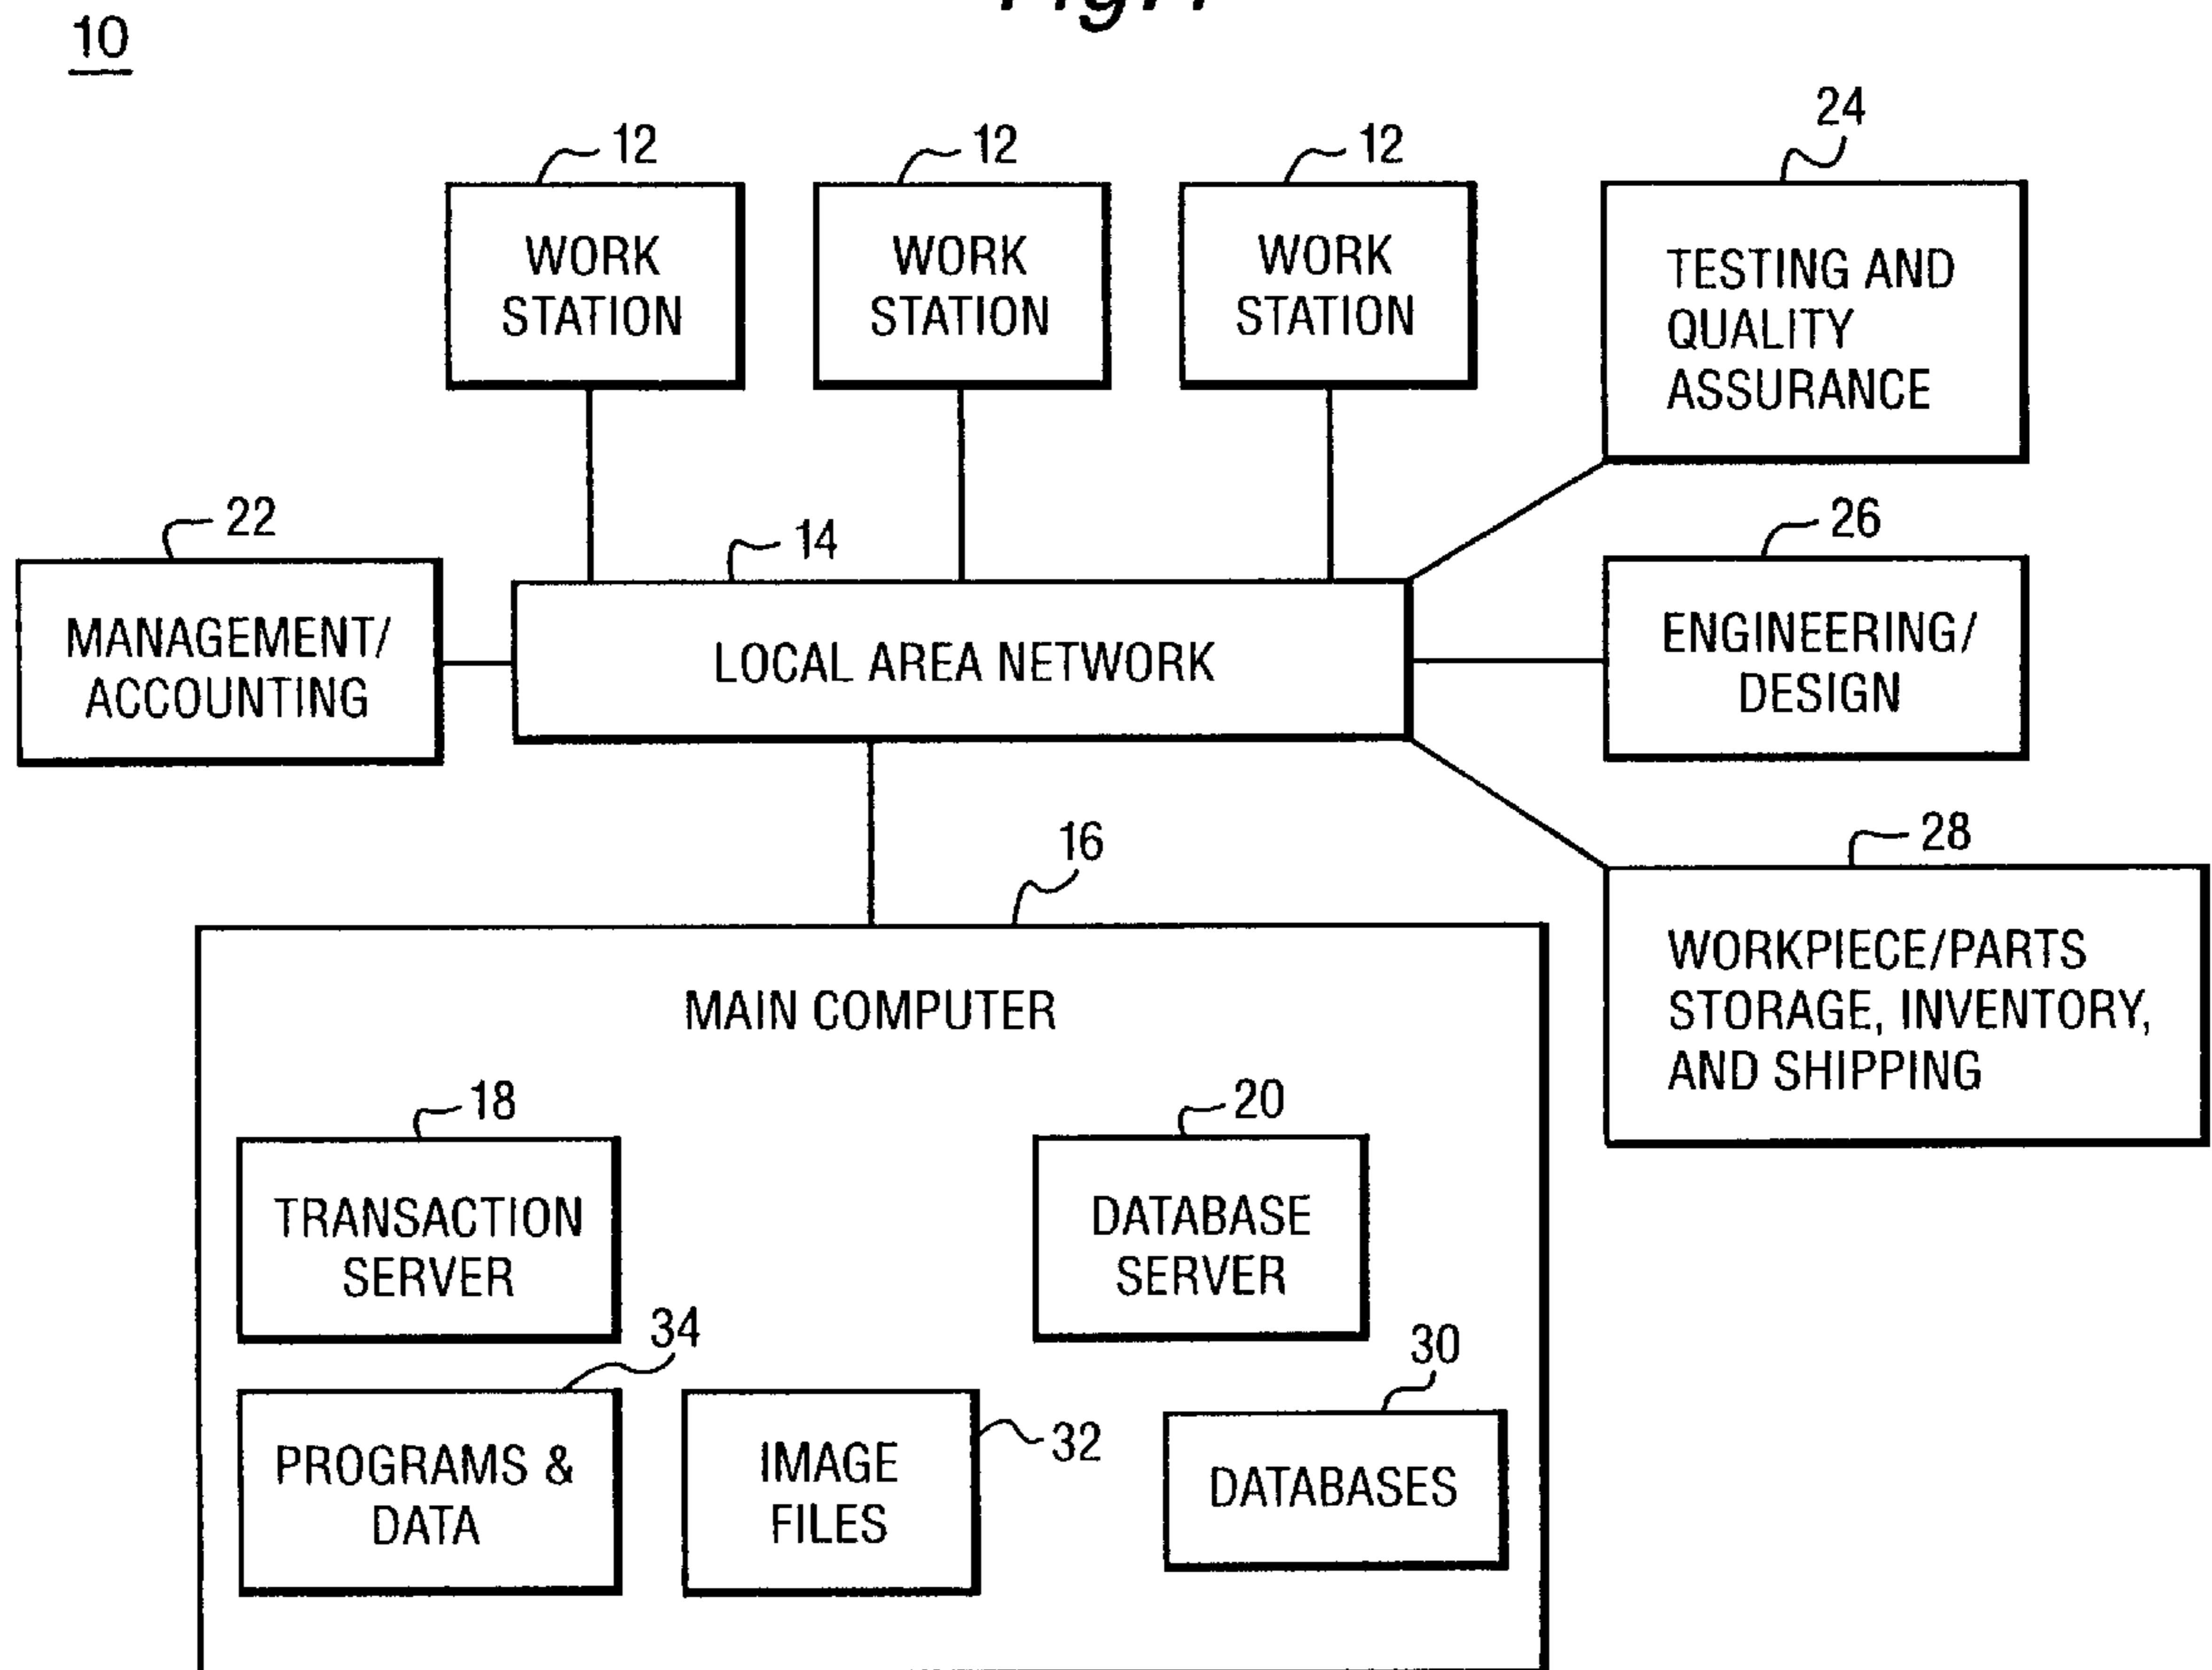 10
12
12
12
24
WORK
STATION
WORK
STATION
WORK
STATION
TESTING AND
QUALITY
ASSURANCE
22
14
26
MANAGEMENT/
ACCOUNTING
LOCAL AREA NETWORK
ENGINEERING/
DESIGN
16
28
MAIN COMPUTER
WORKPIECE/PARTS
STORAGE, INVENTORY,
AND SHIPPING
18
20
TRANSACTION
SERVER
DATABASE
SERVER
34
30
PROGRAMS &
DATA
IMAGE
FILES
32
DATABASES